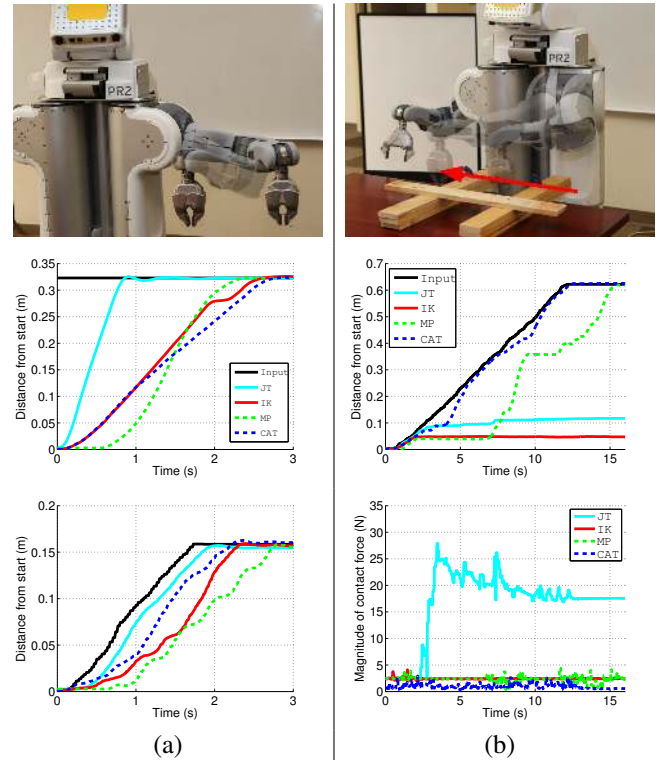 PR2
PR2
Distance from start (m)
0.35
0.3
0.25
0.2
0.15
0.1
0.05
0
0
1
2
3
Time (s)
Input
JT
IK
MP
CAT
Distance from start (m)
0.7
0.6
0.5
0.4
0.3
0.2
0.1
0
0
5
10
15
Time (s)
Input
JT
IK
MP
CAT
Distance from start (m)
0.2
0.15
0.1
0.05
0
0
1
2
3
Time (s)
Magnitude of contact force (N)
35
30
25
20
15
10
5
0
0
5
10
15
Time (s)
JT
IK
MP
CAT
(a)
(b)